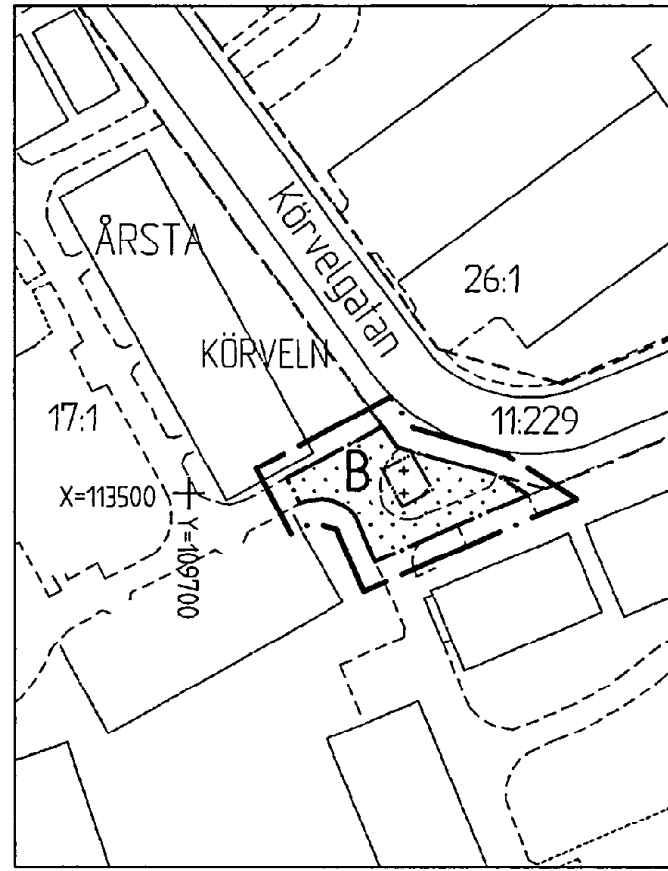 ÅRSTA
Körvelgatan
26:1
KÖRVELN
17:1
11:229
B
X=113500
Y=109700